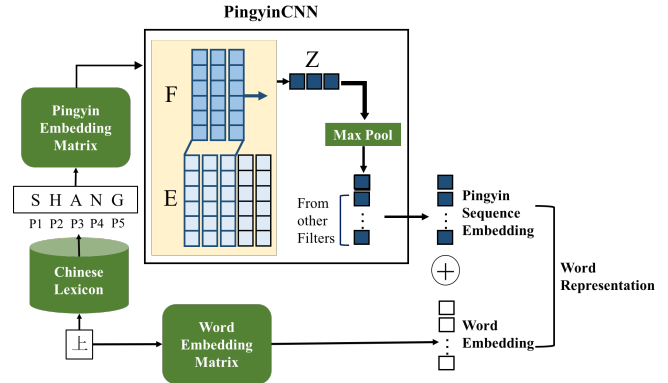 PingyinCNN
F
Z
Pingyin
Embedding
Matrix
Max Pool
E
S H A N G
P1 P2 P3 P4 P5
From
other
Filters
Pingyin
Sequence
Embedding
Chinese
Lexicon
Word
Representation
上
Word
Embedding
Matrix
Word
Embedding